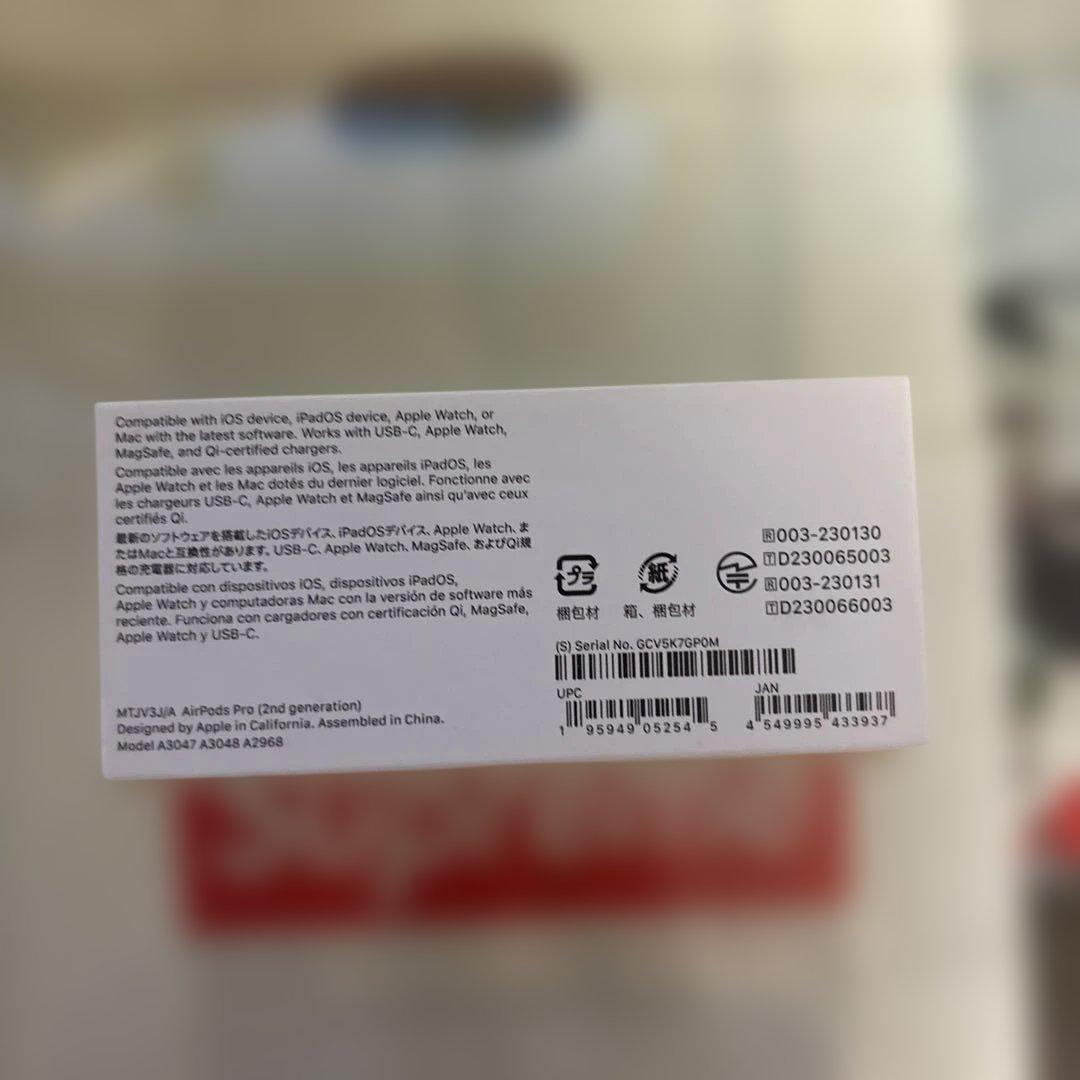 Compatible with iOS device, iPadOS device, Apple Watch, or
Mac with the latest software. Works with USB-C, Apple Watch,
MagSafe, and Qi-certified chargers.
Compatible avec les appareils iOS, les appareils iPadOS, les
Apple Watch et les Mac dotés du dernier logiciel. Fonctionne avec
les chargeurs USB-C, Apple Watch et MagSafe ainsi qu'avec ceux
certifiés Qi.
最新のソフトウェアを搭載したiOSデバイス、iPadOSデバイス、Apple Watch、ま
たはMacと互換性があります。USB-C、Apple Watch、MagSafe、およびQi規
格の充電器に対応しています。
Compatible con dispositivos iOS, dispositivos iPadOS,
Apple Watch y computadoras Mac con la versión de software más
reciente. Funciona con cargadores con certificación Qi, MagSafe,
Apple Watch y USB-C.
MTJV3J/A AirPods Pro (2nd generation)
Designed by Apple in California. Assembled in China.
Model A3047 A3048 A2968
プラ
梱包材
紙
箱、梱包材
R 003-230130
T D230065003
R 003-230131
T D230066003
(S) Serial No. GCV5K7GP0M
UPC
1 95949 05254 5
JAN
4 549995 433937